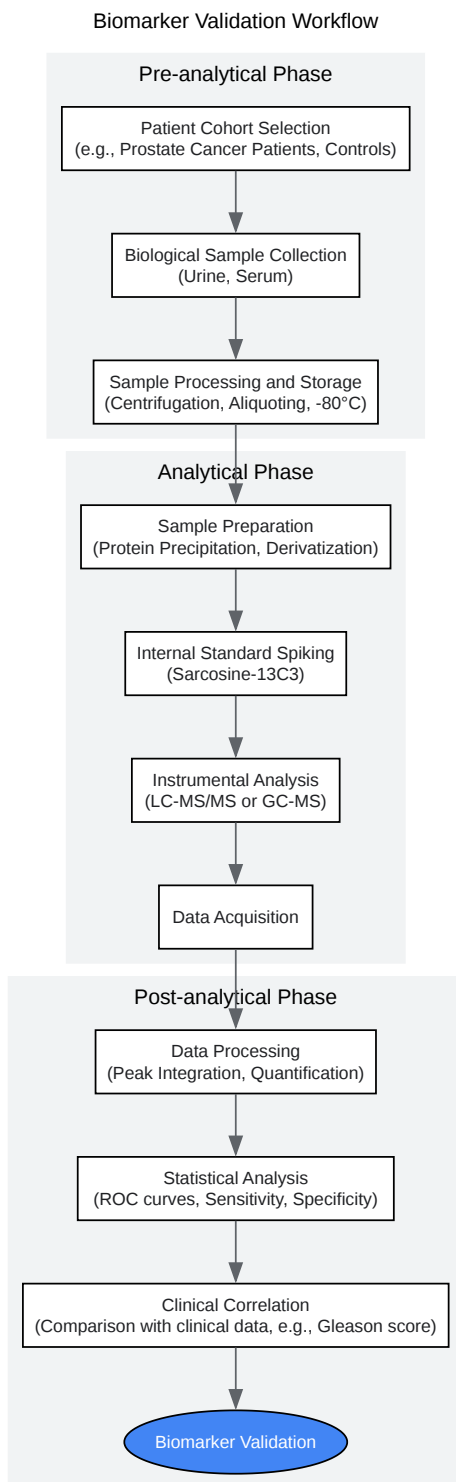 Biomarker Validation Workflow
Pre-analytical Phase
Patient Cohort Selection
(e.g., Prostate Cancer Patients, Controls)
Biological Sample Collection
(Urine, Serum)
Sample Processing and Storage
(Centrifugation, Aliquoting, -80°C)
Analytical Phase
Sample Preparation
(Protein Precipitation, Derivatization)
Internal Standard Spiking
(Sarcosine-13C3)
Instrumental Analysis
(LC-MS/MS or GC-MS)
Data Acquisition
Post-analytical Phase
Data Processing
(Peak Integration, Quantification)
Statistical Analysis
(ROC curves, Sensitivity, Specificity)
Clinical Correlation
(Comparison with clinical data, e.g., Gleason score)
Biomarker Validation